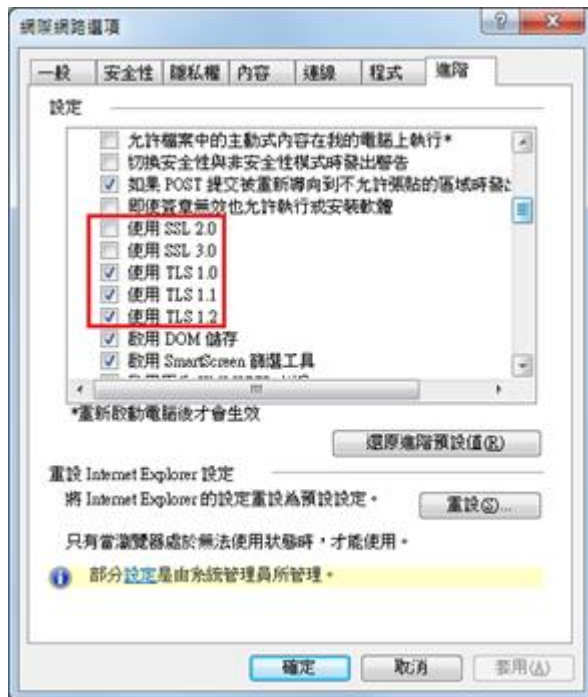 網際網路選項
一般 安全性 隱私權 內容 連線 程式 進階
設定
允許檔案中的主動式內容在我的電腦上執行*
切換安全性與非安全性模式時發出警告
如果 POST 提交被重新導向到不允許張貼的區域時發出
即使簽章無效也允許執行或安裝軟體
使用 SSL 2.0
使用 SSL 3.0
使用 TLS 1.0
使用 TLS 1.1
使用 TLS 1.2
啟用 DOM 儲存
啟用 SmartScreen 篩選工具
*重新啟動電腦後才會生效
還原進階預設值(R)
重設 Internet Explorer 設定
將 Internet Explorer 的設定重設為預設設定。
重設(S)...
只有當瀏覽器處於無法使用狀態時，才能使用。
部分設定是由系統管理員所管理。
確定 取消 套用(A)